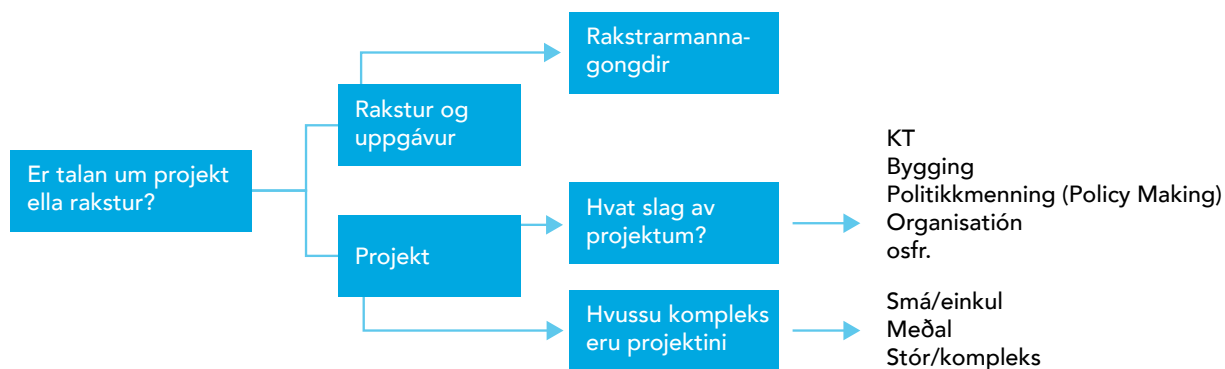 Er talan um projekt
ella rakstur?
Rakstur og
uppgávur
Projekt
Rakstrarmanna-
gongdir
Hvat slag av
projektum?
Hvussu kompleks
eru projektini
KT
Bygging
Politikkmenning (Policy Making)
Organisatión
osfr.
Smá/einkul
Meðal
Stór/kompleks